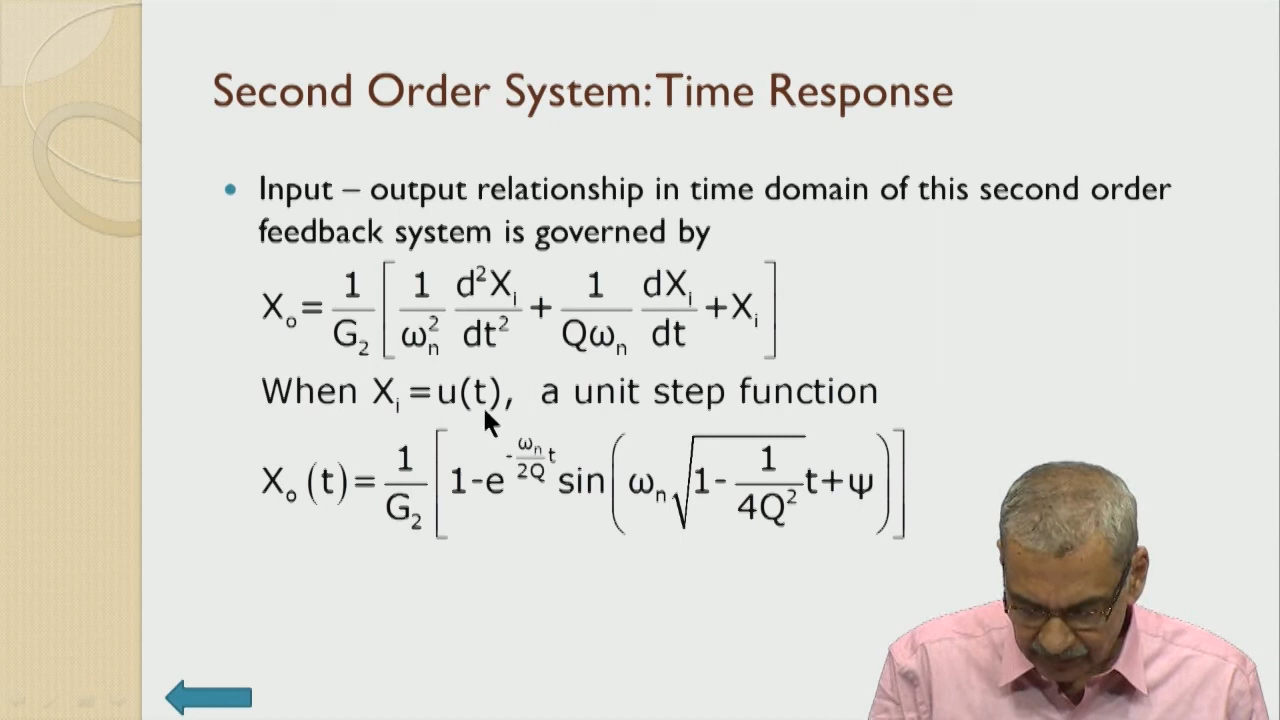 Second Order System: Time Response
Input – output relationship in time domain of this second order
feedback system is governed by
Xₒ = 1/G₂ [ 1/ωₙ² d²Xᵢ/dt² + 1/Qωₙ dXᵢ/dt + Xᵢ ]
When Xᵢ = u(t), a unit step function
Xₒ(t) = 1/G₂ [ 1-e^(-ωₙ/2Q t) sin( ωₙ √(1- 1/4Q²) t+ψ ) ]